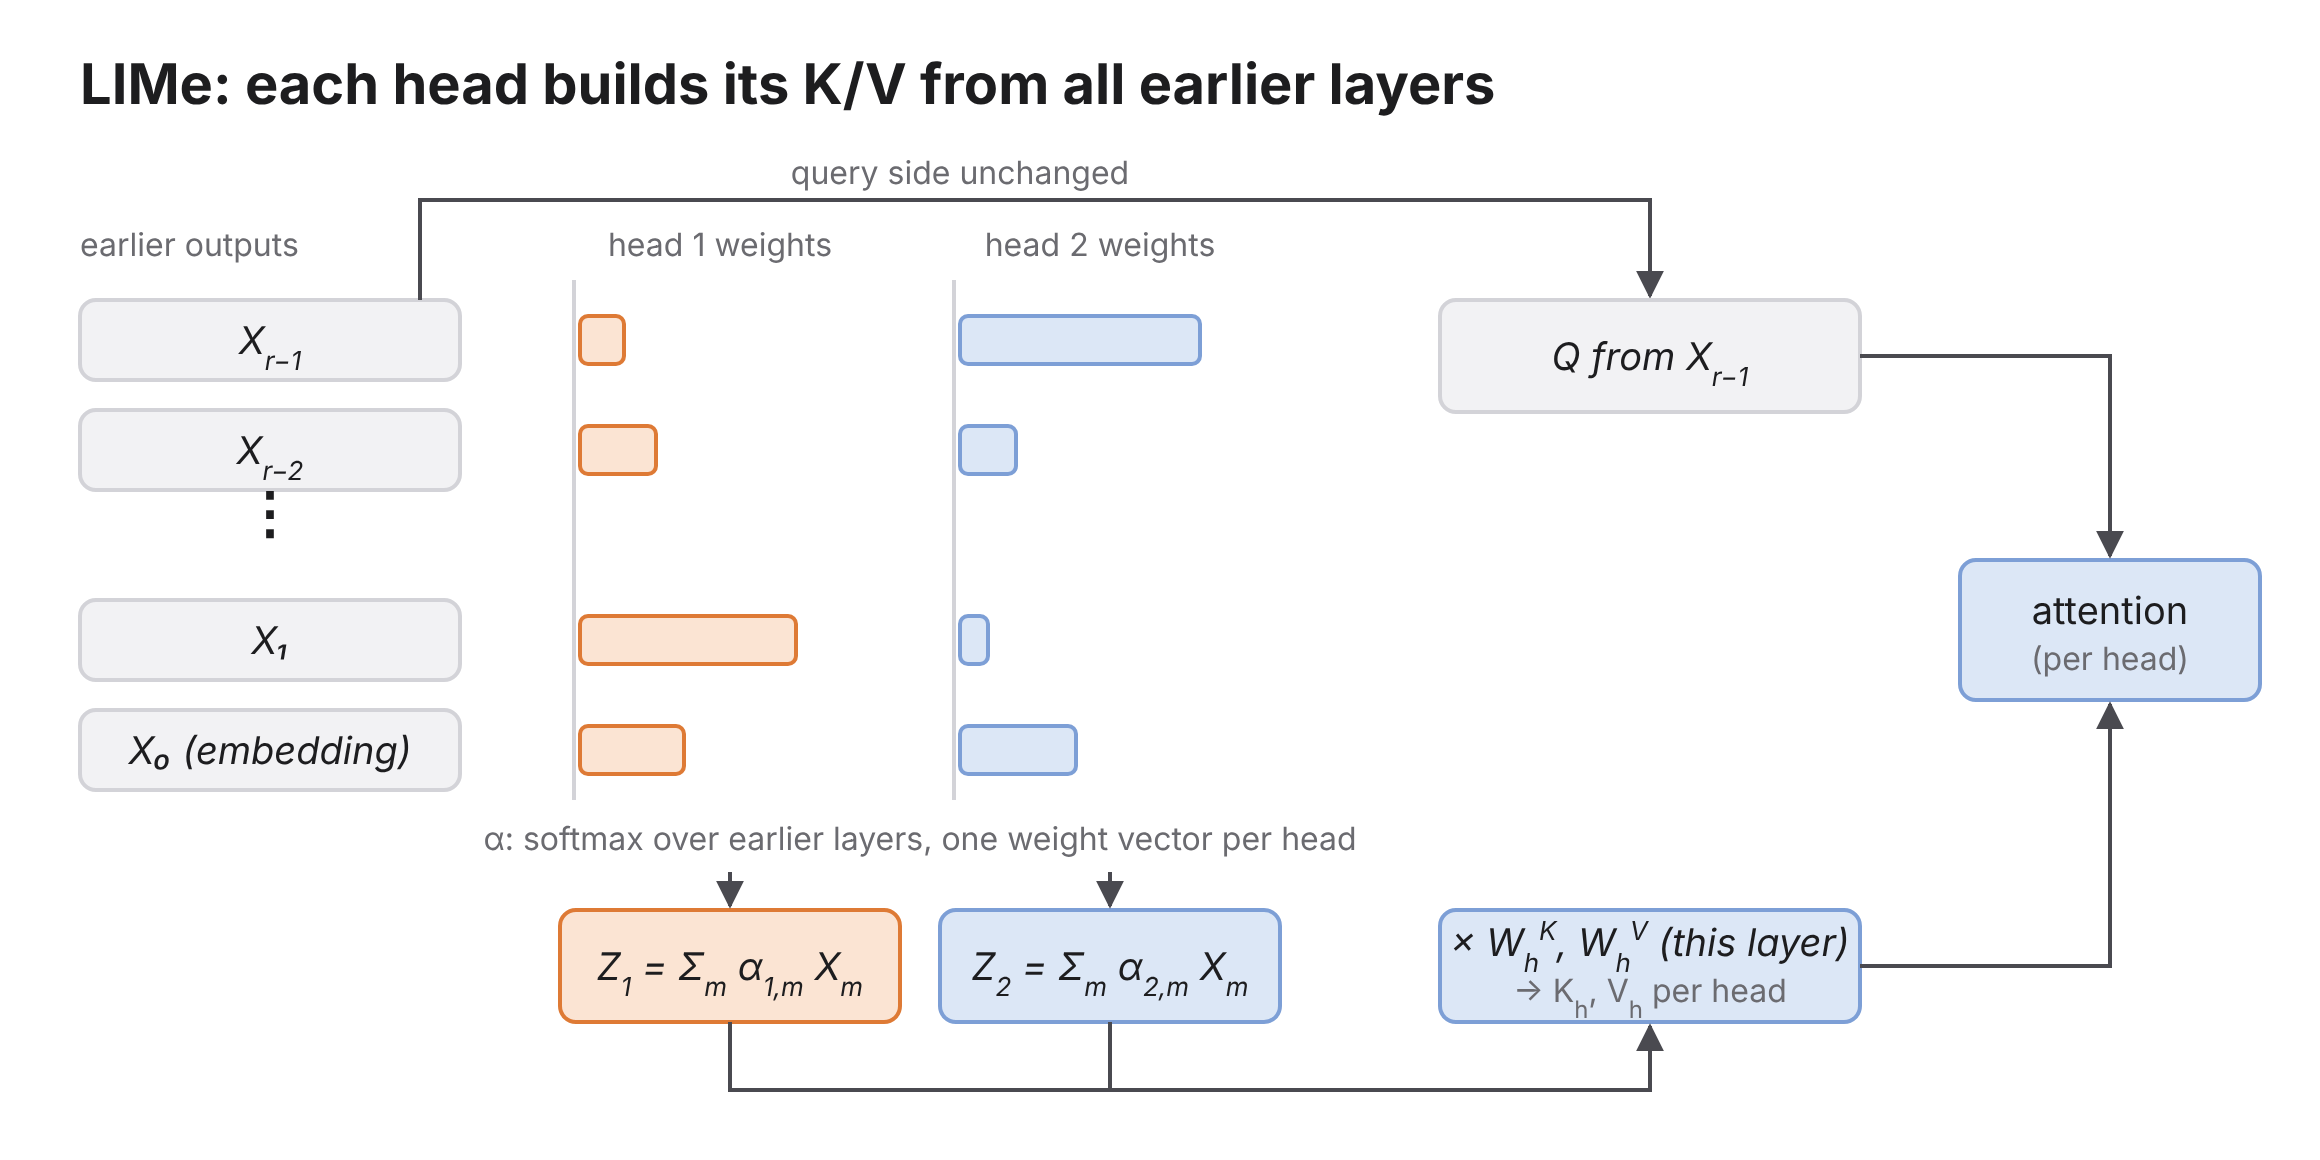 LIMe: each head builds its K/V from all earlier layers
query side unchanged
earlier outputs
head 1 weights
head 2 weights
X_{r−1}
Q from X_{r−1}
X_{r−2}
⋮
X₁
attention
(per head)
X₀ (embedding)
α: softmax over earlier layers, one weight vector per head
Z_1 = Σ_m α_{1,m} X_m
Z_2 = Σ_m α_{2,m} X_m
× W_h^K, W_h^V (this layer)
→ K_h, V_h per head